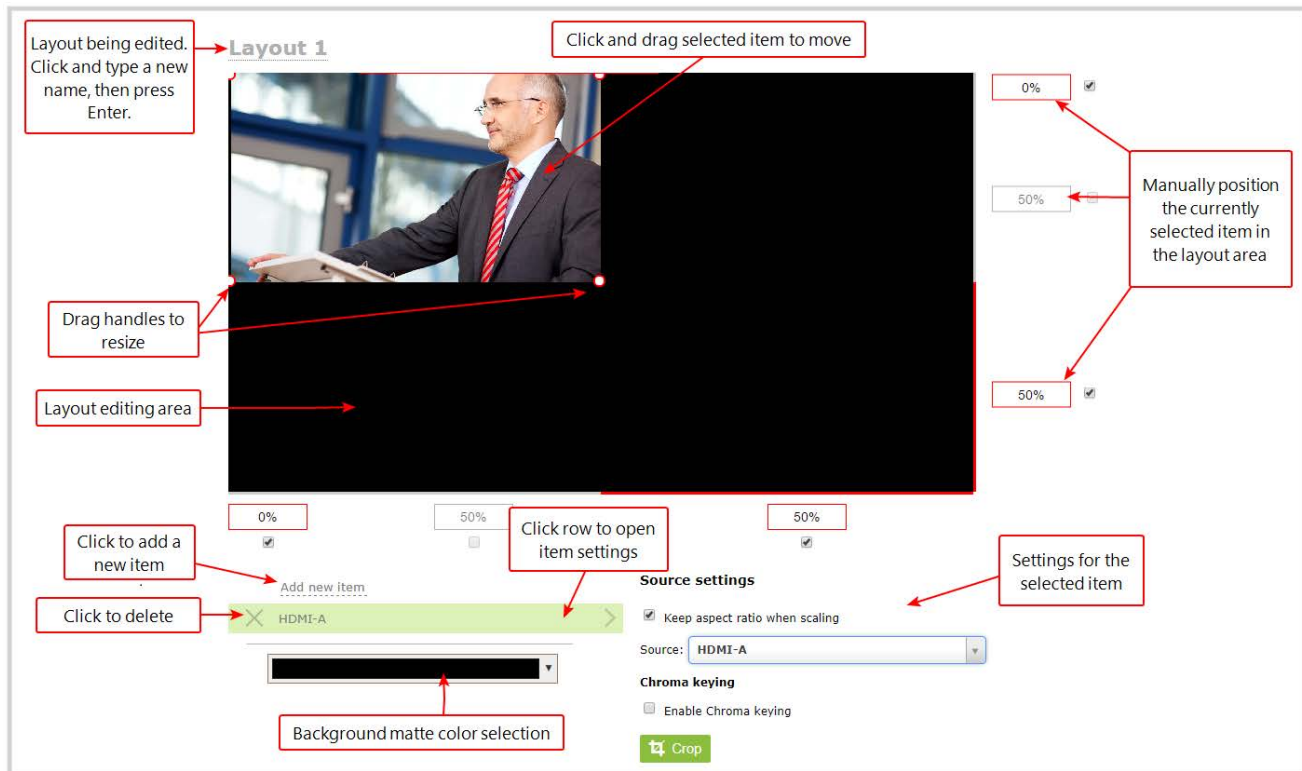 Layout being edited.
Click and type a new
name, then press
Enter.
Layout 1
Click and drag selected item to move
0%
50%
Manually position
the currently
selected item in
the layout area
50%
Drag handles to
resize
Layout editing area
0%
50%
50%
Click row to open
item settings
Click to add a
new item
.
Add new item
Click to delete
HDMI-A
Background matte color selection
Source settings
Settings for the
selected item
Keep aspect ratio when scaling
Source: HDMI-A
Chroma keying
Enable Chroma keying
Crop